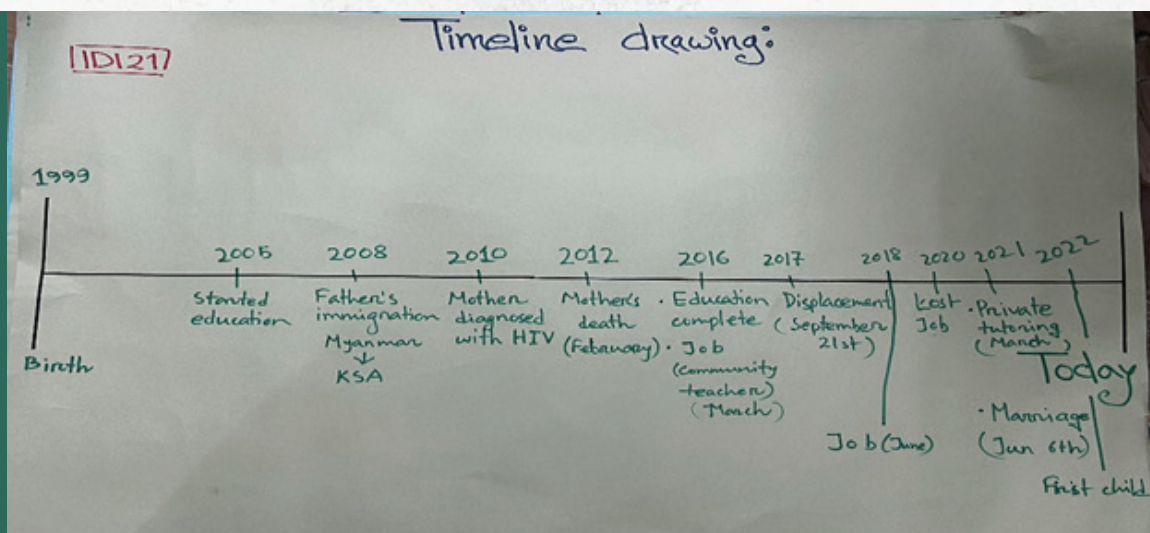 Timeline drawing:
IDI21
1999
Birth
2005
Started
education
2008
Father's
immigration
Myanmar
↓
KSA
2010
Mother
diagnosed
with HIV
2012
Mother's
death
(February)
2016
· Education
complete
· Job
(community
teacher)
(March)
2017
Displacement
(September
21st)
2018
Job (June)
2020
Lost
Job
2021
· Private
tutoring
(March)
· Marriage
(Jun 6th)
2022
First child
Today